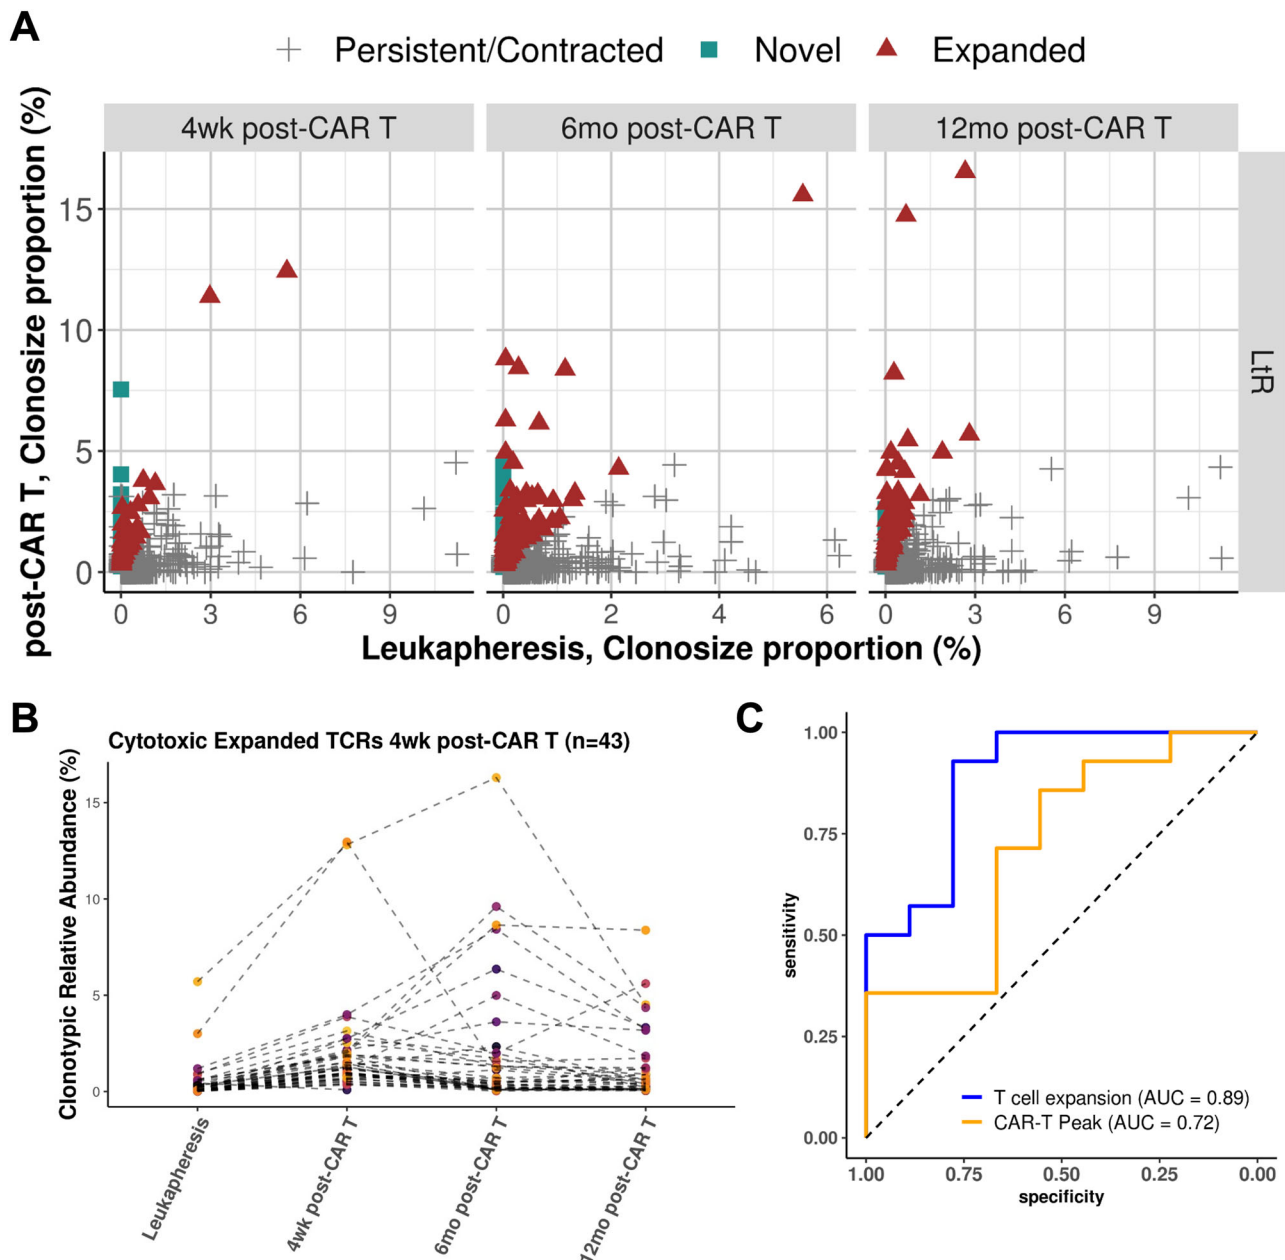 A
Persistent/Contracted Novel Expanded
4wk post-CAR T 6mo post-CAR T 12mo post-CAR T
post-CAR T, Clonosize proportion (%)
15
10
5
0
LtR
0 3 6 9 0 2 4 6 0 3 6 9
Leukapheresis, Clonosize proportion (%)
B
Cytotoxic Expanded TCRs 4wk post-CAR T (n=43)
Clonotypic Relative Abundance (%)
15
10
5
0
Leukapheresis
4wk post-CAR T
6mo post-CAR T
12mo post-CAR T
C
sensitivity
1.00
0.75
0.50
0.25
0.00
T cell expansion (AUC = 0.89)
CAR-T Peak (AUC = 0.72)
1.00 0.75 0.50 0.25 0.00
specificity